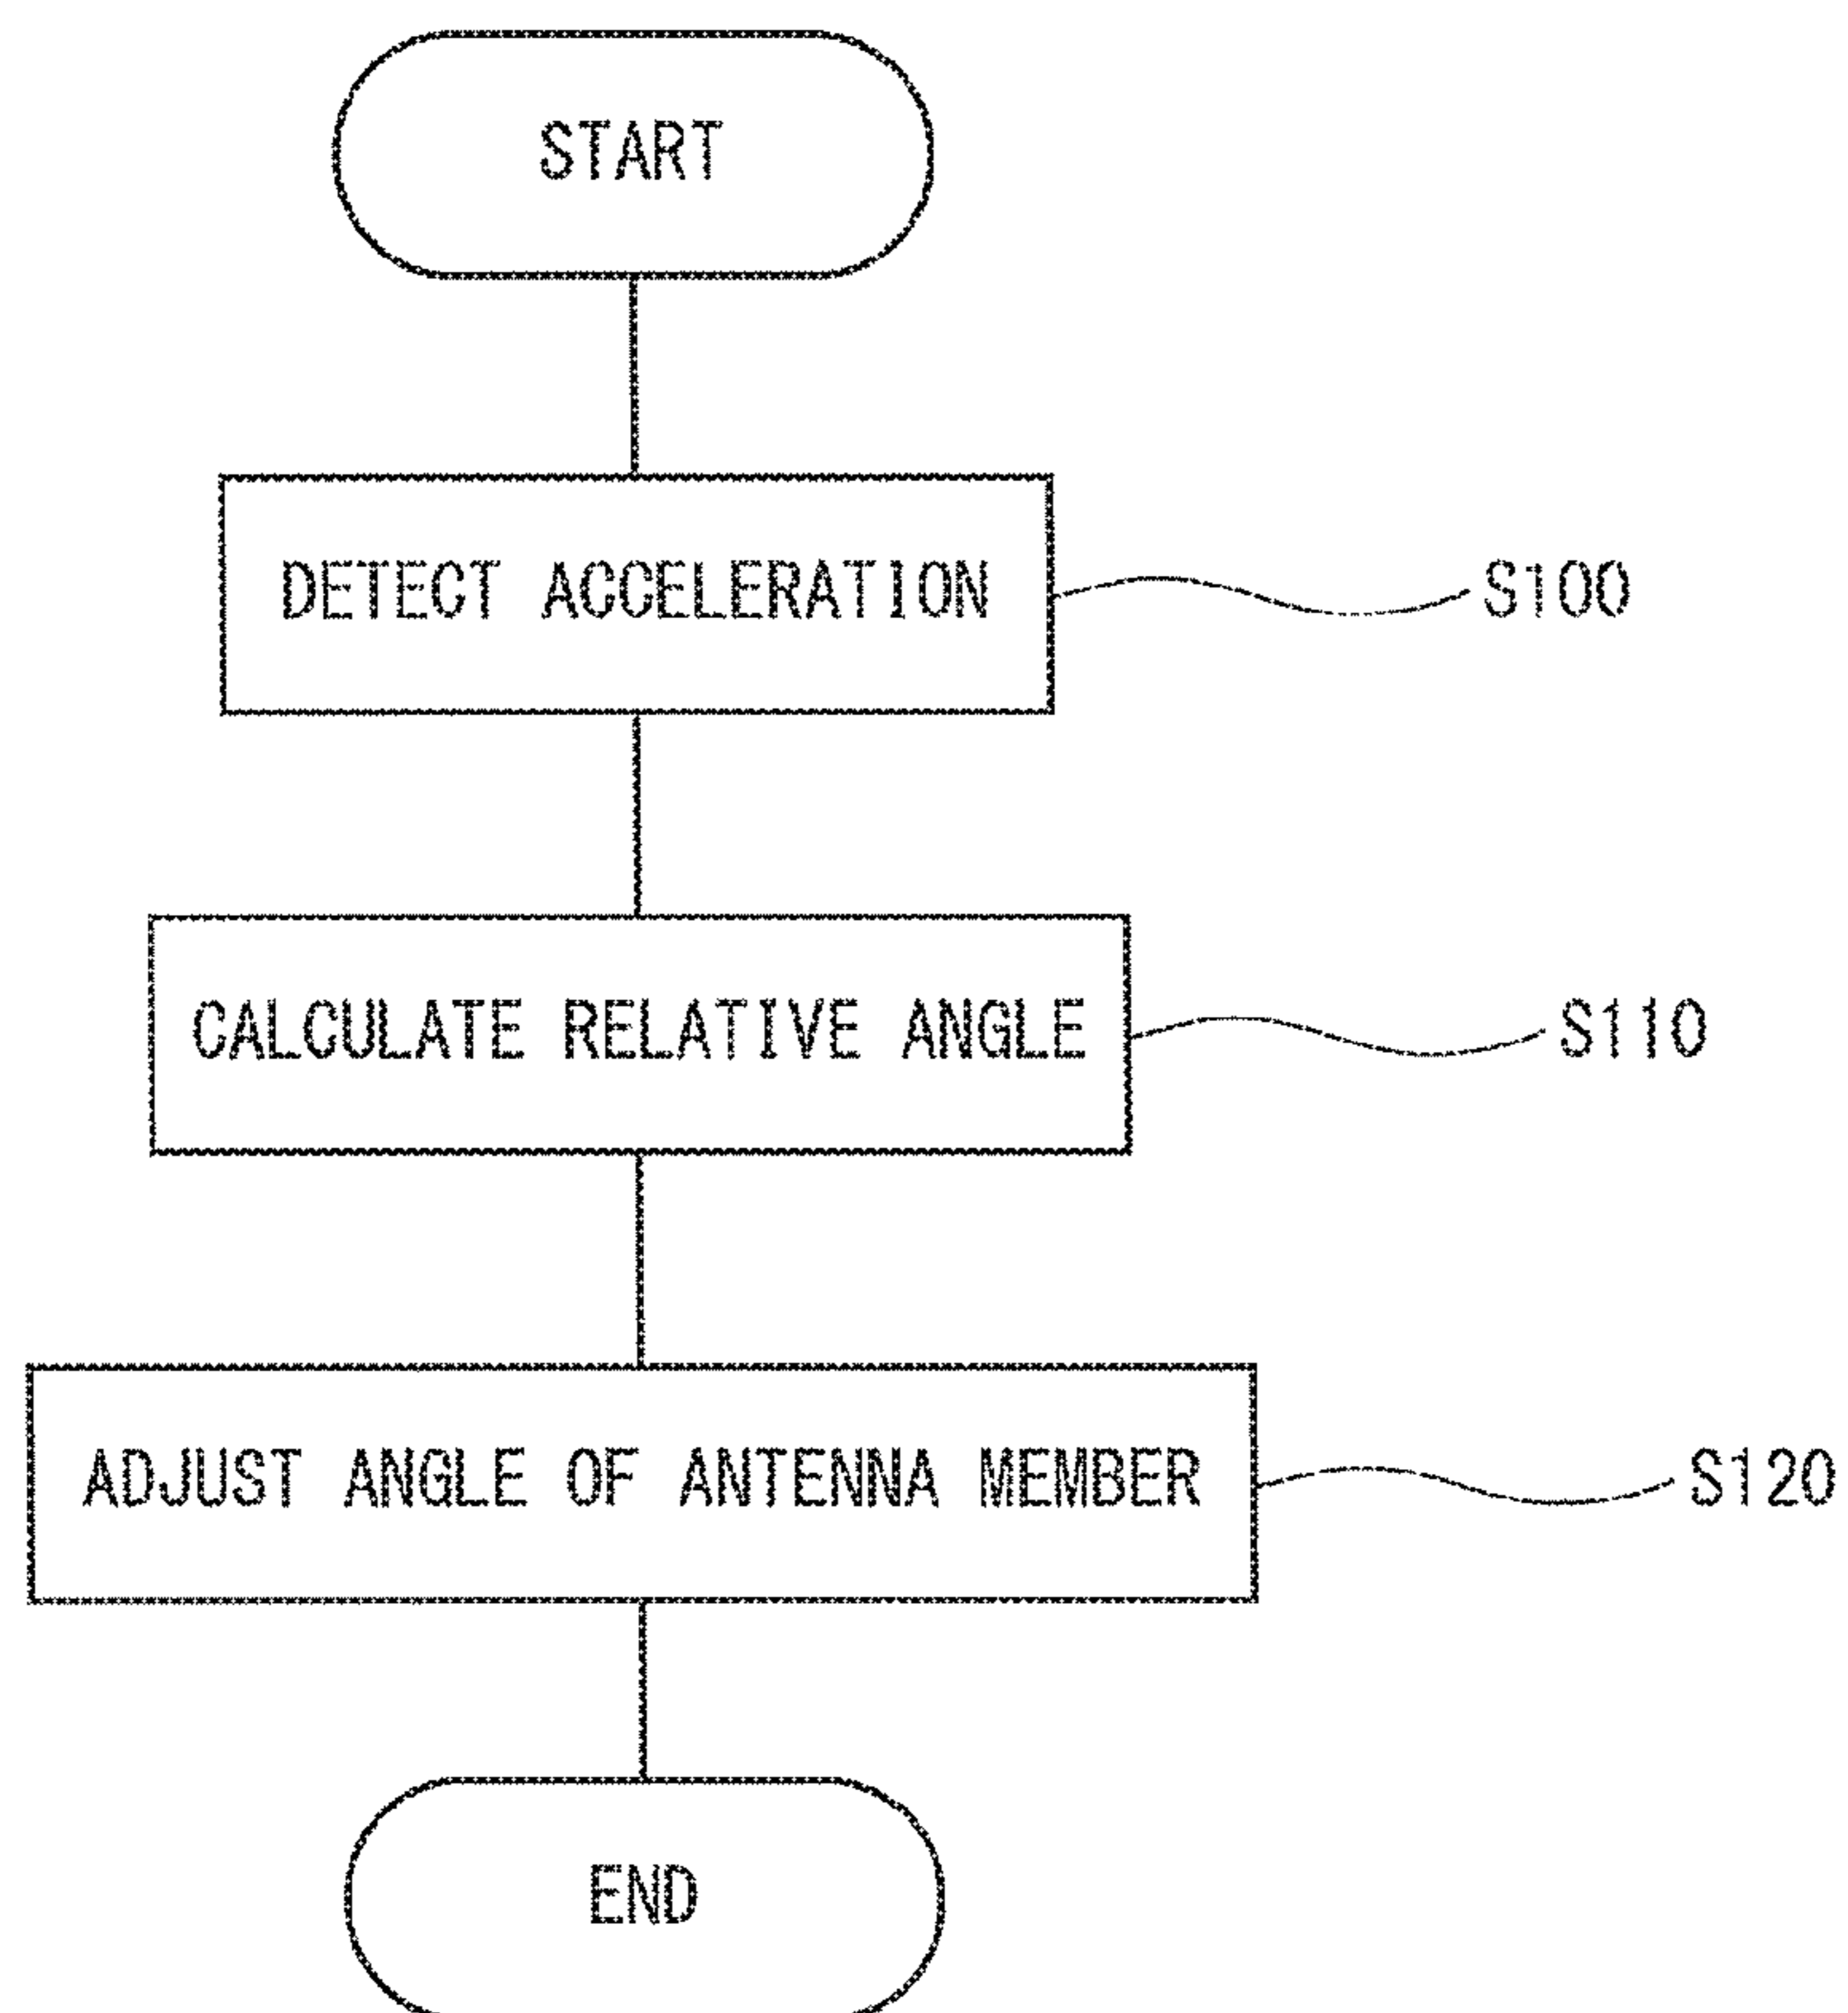 START
DETECT ACCELERATION
S100
CALCULATE RELATIVE ANGLE
S110
ADJUST ANGLE OF ANTENNA MEMBER
S120
END